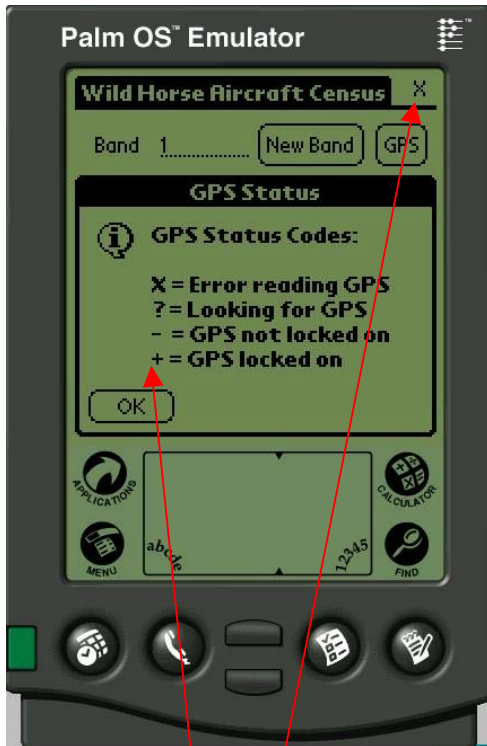 Palm OS™ Emulator
Wild Horse Aircraft Census X
Band 1 New Band GPS
GPS Status
GPS Status Codes:
X = Error reading GPS
? = Looking for GPS
- = GPS not locked on
+ = GPS locked on
OK
APPLICATIONS
CALCULATOR
MENU
abcde
12345
FIND